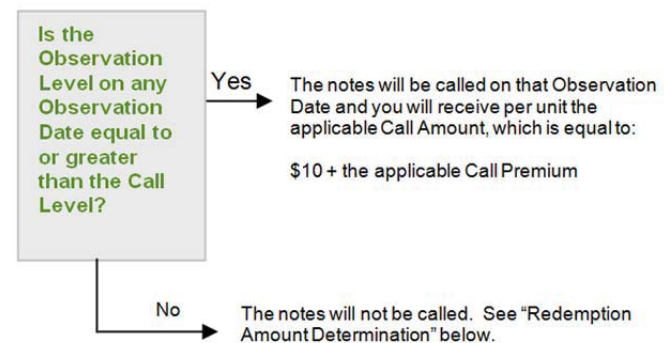 Is the
Observation
Level on any
Observation
Date equal to
or greater
than the Call
Level?
Yes
The notes will be called on that Observation
Date and you will receive per unit the
applicable Call Amount, which is equal to:
$10 + the applicable Call Premium
No
The notes will not be called. See “Redemption
Amount Determination” below.